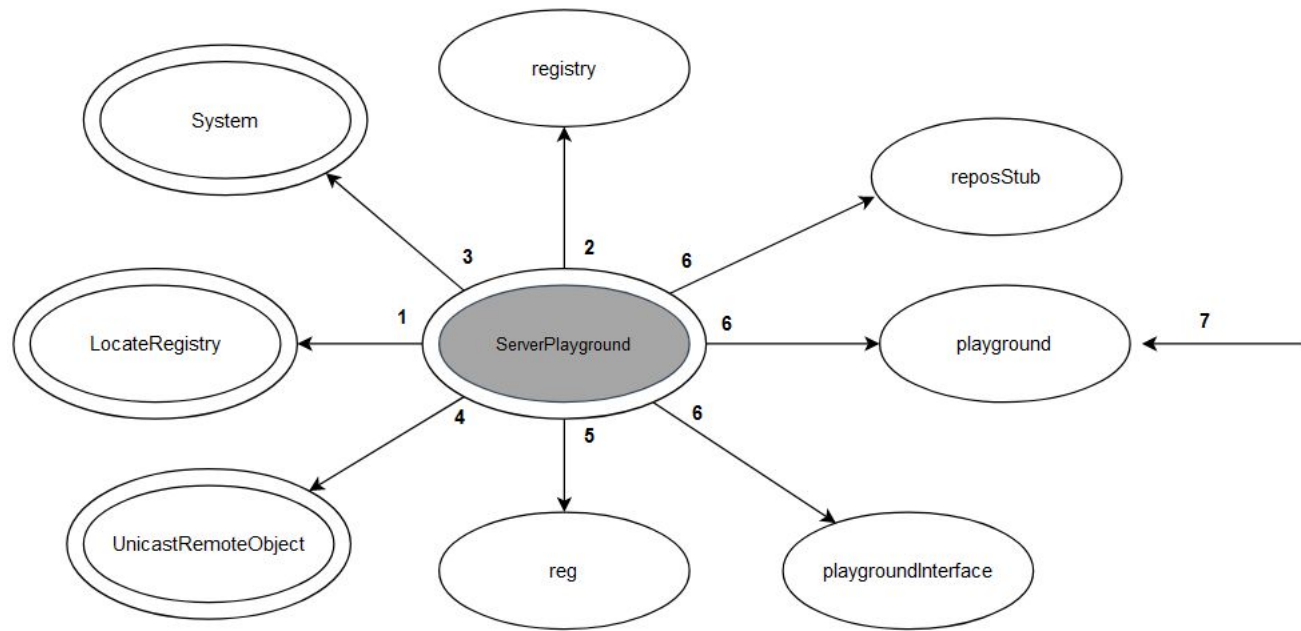 registry
System
reposStub
3
2
6
LocateRegistry
1
ServerPlayground
6
playground
7
4
5
6
UnicastRemoteObject
reg
playgroundInterface